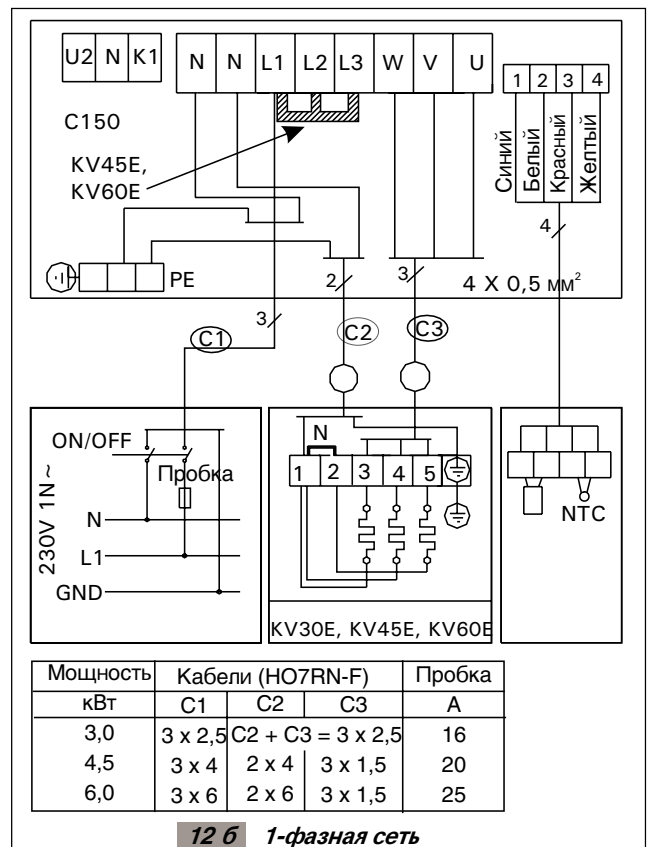 U2 N K1
N N L1 L2 L3 W V U
1 2 3 4
C150
Синий
Белый
Красный
Желтый
KV45E,
KV60E
4
PE
2
3
4 X 0,5 мм²
3
C1
C2
C3
ON/OFF
Пробка
230V 1N ~
N
L1
GND
N
1 2 3 4 5
KV30E, KV45E, KV60E
NTC
Мощность Кабели (HO7RN-F) Пробка
кВт C1 C2 C3 A
3,0 3 x 2,5 C2 + C3 = 3 x 2,5 16
4,5 3 x 4 2 x 4 3 x 1,5 20
6,0 3 x 6 2 x 6 3 x 1,5 25
12 б 1-фазная сеть